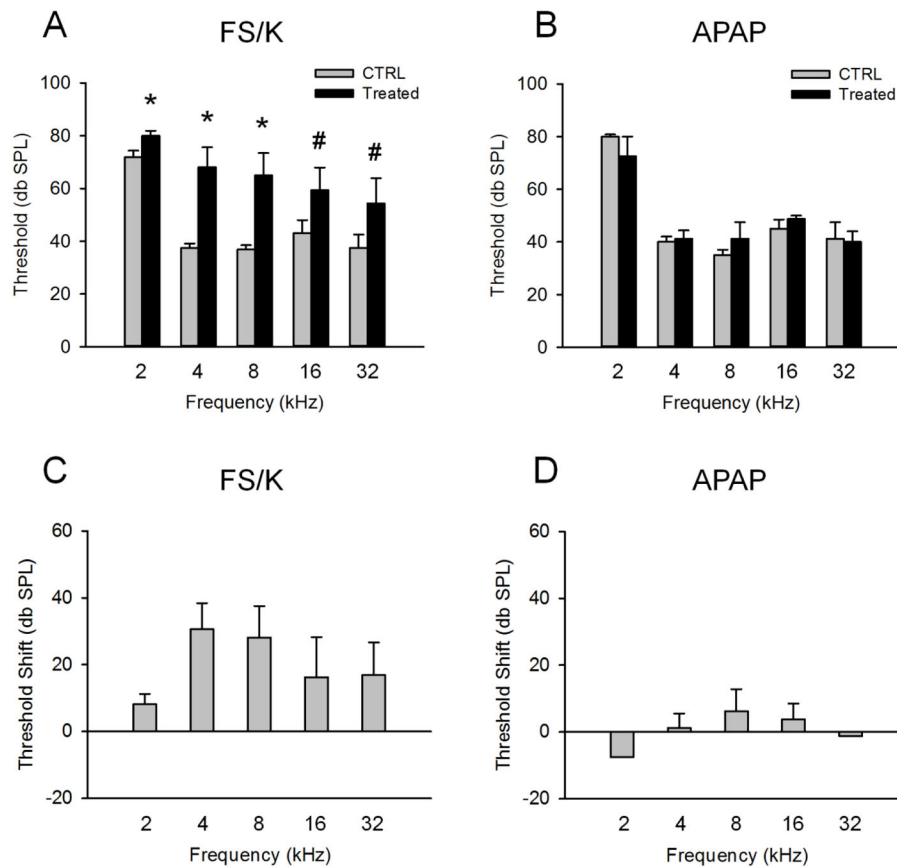 A
FS/K
CTRL
Treated
Threshold (db SPL)
100
80
60
40
20
0
*
*
*
#
#
2 4 8 16 32
Frequency (kHz)
B
APAP
CTRL
Treated
Threshold (db SPL)
100
80
60
40
20
0
2 4 8 16 32
Frequency (kHz)
C
FS/K
Threshold Shift (db SPL)
60
40
20
0
-20
2 4 8 16 32
Frequency (kHz)
D
APAP
Threshold Shift (db SPL)
60
40
20
0
-20
2 4 8 16 32
Frequency (kHz)